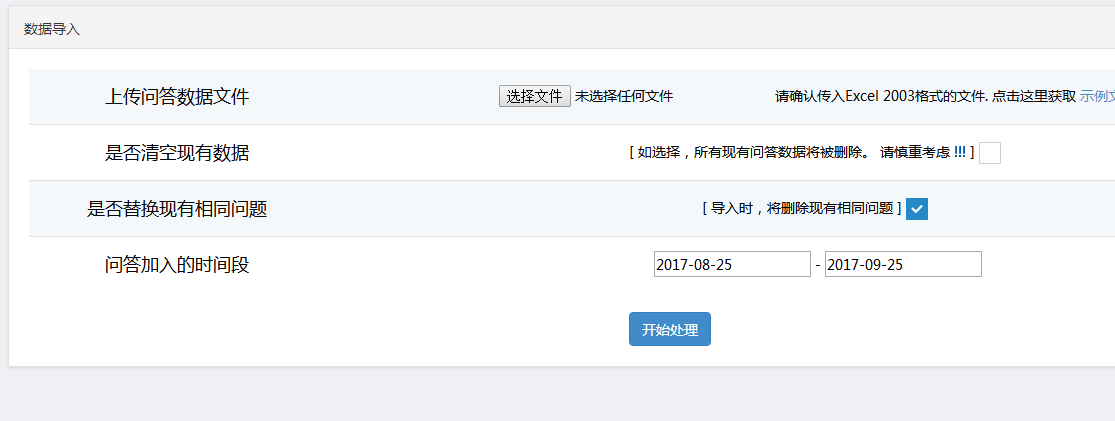 数据导入
上传问答数据文件 选择文件 未选择任何文件 请确认传入Excel 2003格式的文件. 点击这里获取 示例
是否清空现有数据 [ 如选择，所有现有问答数据将被删除。 请慎重考虑 !!! ]
是否替换现有相同问题 [ 导入时，将删除现有相同问题 ]
问答加入的时间段 2017-08-25 - 2017-09-25
开始处理